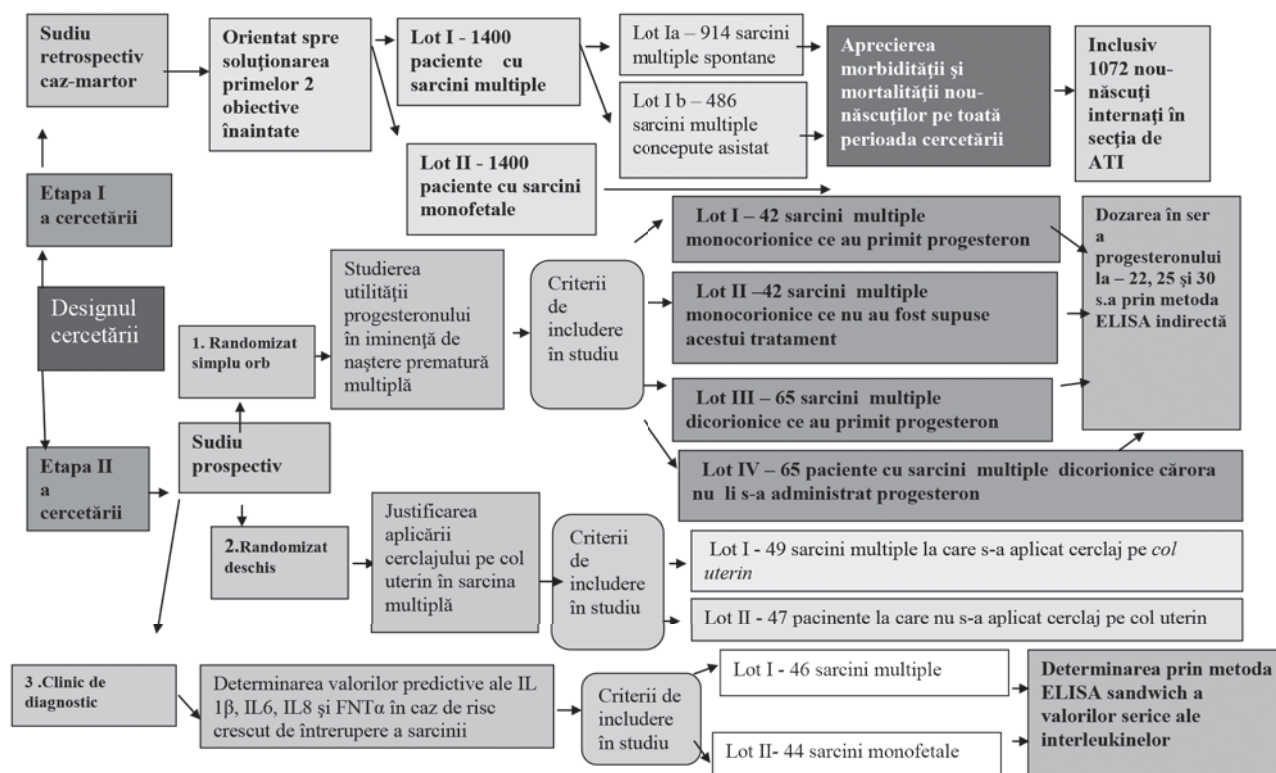 Sudiu
retrospectiv
caz-martor
Orientat spre
soluționarea
primelor 2
obiective
înaintate
Lot I - 1400
paciente cu
sarcini multiple
Lot Ia – 914 sarcini
multiple spontane
Lot I b – 486
sarcini multiple
concepute asistat
Aprecierea
morbidității și
mortalității nou-
născuților pe toată
perioada cercetării
Inclusiv
1072 nou-
născuți
internați în
secția de
ATI
Lot II - 1400
paciente cu sarcini
monofetale
Etapa I
a cercetării
Designul
cercetării
Etapa II
a
cercetării
Sudiu
prospectiv
1. Randomizat
simplu orb
Studierea
utilității
progesteronului
în iminență de
naștere prematură
multiplă
Criterii
de
includere
în studiu
Lot I – 42 sarcini multiple
monocorionice ce au primit progesteron
Lot II – 42 sarcini multiple
monocorionice ce nu au fost supuse
acestui tratament
Lot III – 65 sarcini multiple
dicorionice ce au primit progesteron
Lot IV – 65 paciente cu sarcini multiple dicorionice cărora
nu li s-a administrat progesteron
Dozarea în ser
a
progesteronului
la – 22, 25 și 30
s.a prin metoda
ELISA indirectă
2.Randomizat
deschis
Justificarea
aplicării
cerclajului pe col
uterin în sarcina
multiplă
Criterii
de
includere
în studiu
Lot I - 49 sarcini multiple la care s-a aplicat cerclaj pe col
uterin
Lot II - 47 pacinente la care nu s-a aplicat cerclaj pe col uterin
3 .Clinic de
diagnostic
Determinarea valorilor predictive ale IL
1β, IL6, IL8 și FNTα în caz de risc
crescut de întrerupere a sarcinii
Criterii de
includere
în studiu
Lot I - 46 sarcini multiple
Lot II- 44 sarcini monofetale
Determinarea prin metoda
ELISA sandwich a
valorilor serice ale
interleukinelor